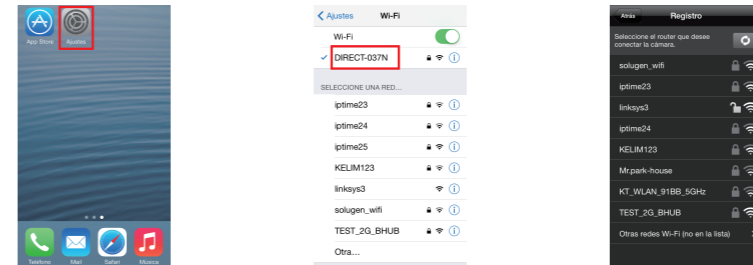 App Store
Ajustes
Teléfono
Mail
Safari
Música
Ajustes
Wi-Fi
Wi-Fi
DIRECT-037N
SELECCIONE UNA RED...
iptime23
iptime24
iptime25
KELIM123
linksys3
solugen_wifi
TEST_2G_BHUB
Otra...
Atrás
Registro
Seleccione el router que deseo
conectar la cámara.
solugen_wifi
iptime23
linksys3
iptime24
KELIM123
Mr.park-house
KT_WLAN_91BB_5GHz
TEST_2G_BHUB
Otras redes Wi-Fi (no en la lista)